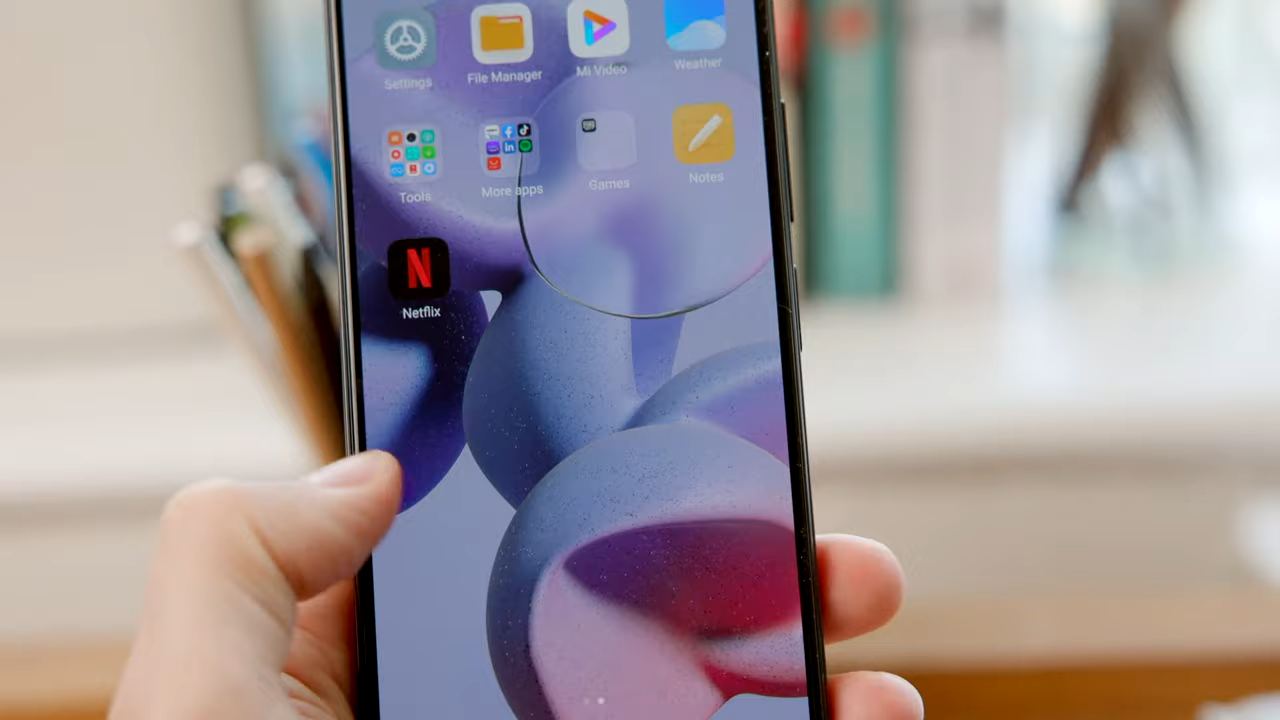 Settings
File Manager
Mi Video
Weather
Tools
More apps
Games
Notes
N
Netflix